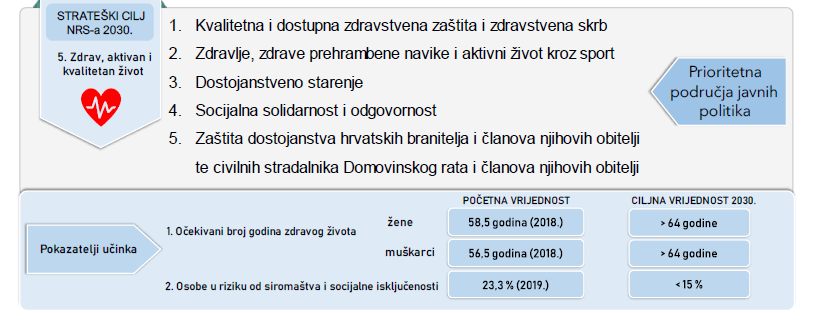 STRATEŠKI CILJ
NRS-a 2030.
5. Zdrav, aktivan i
kvalitetan život
1. Kvalitetna i dostupna zdravstvena zaštita i zdravstvena skrb
2. Zdravlje, zdrave prehrambene navike i aktivni život kroz sport
3. Dostojanstveno starenje
4. Socijalna solidarnost i odgovornost
5. Zaštita dostojanstva hrvatskih branitelja i članova njihovih obitelji
te civilnih stradalnika Domovinskog rata i članova njihovih obitelji
Prioritetna
područja javnih
politika
POČETNA VRIJEDNOST CILJNA VRIJEDNOST 2030.
Pokazatelji učinka
1. Očekivani broj godina zdravog života
žene 58,5 godina (2018.) > 64 godine
muškarci 56,5 godina (2018.) > 64 godine
2. Osobe u riziku od siromaštva i socijalne isključenosti 23,3 % (2019.) < 15 %